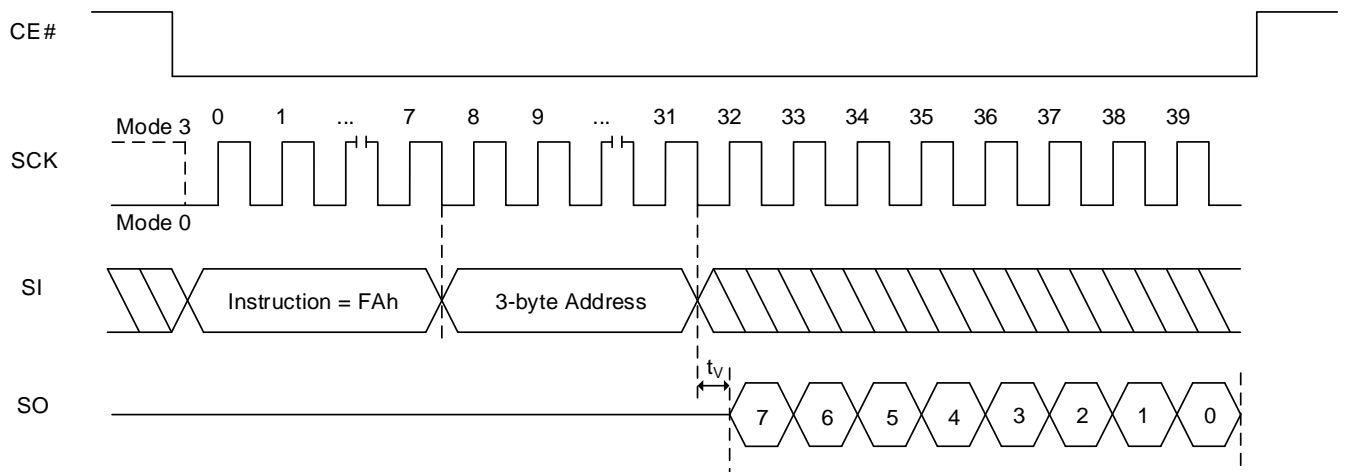 CE#
Mode 3 0 1 ... 7 8 9 ... 31 32 33 34 35 36 37 38 39
SCK
Mode 0
SI Instruction = FAh 3-byte Address
tV
SO 7 6 5 4 3 2 1 0